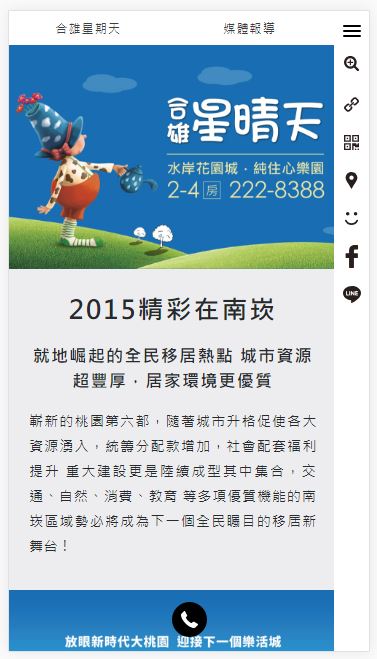 合雄星期天 媒體報導
合雄 星晴天
水岸花園城．純住心樂園
2-4房 222-8388
2015精彩在南崁
就地崛起的全民移居熱點 城市資源
超豐厚．居家環境更優質
嶄新的桃園第六都，隨著城市升格促使各大
資源湧入，統籌分配款增加，社會配套福利
提升 重大建設更是陸續成型其中集合，交
通、自然、消費、教育 等多項優質機能的南
崁區域勢必將成為下一個全民矚目的移居新
舞台！
放眼新時代大桃園 迎接下一個樂活城
LINE